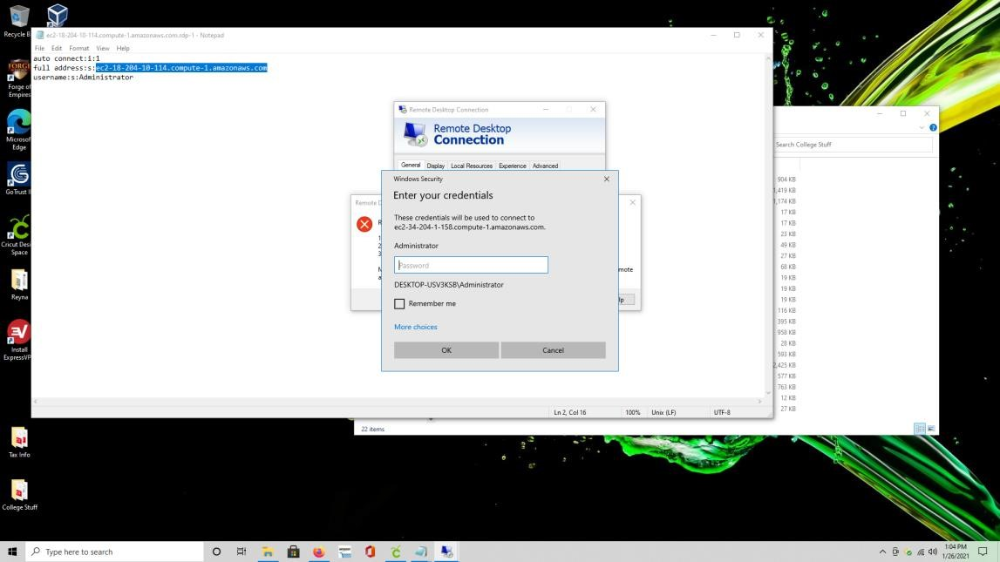 Recycle B
ec2-18-204-10-114.compute-1.amazonaws.com.rdp-1 - Notepad
File Edit Format View Help
auto connect:i:1
full address:s:ec2-18-204-10-114.compute-1.amazonaws.com
username:s:Administrator
Forge of
Empires
Microsof
Edge
GoTrust I
Cricut Desi
Space
Reyna
Install
ExpressVP
Tax Info
College Stuff
Remote Desktop Connection
Remote Desktop
Connection
General Display Local Resources Experience Advanced
Remote D
R
1
2
3
N
a
mote
lp
Windows Security
Enter your credentials
These credentials will be used to connect to
ec2-34-204-1-158.compute-1.amazonaws.com.
Administrator
Password
DESKTOP-USV3KSB\Administrator
Remember me
More choices
OK Cancel
Search College Stuff
904 KB
1,419 KB
1,174 KB
17 KB
17 KB
23 KB
49 KB
27 KB
68 KB
19 KB
19 KB
19 KB
116 KB
395 KB
958 KB
28 KB
593 KB
2,425 KB
577 KB
763 KB
12 KB
27 KB
Ln 2, Col 16 100% Unix (LF) UTF-8
22 items
Type here to search
1:04 PM
1/26/2021